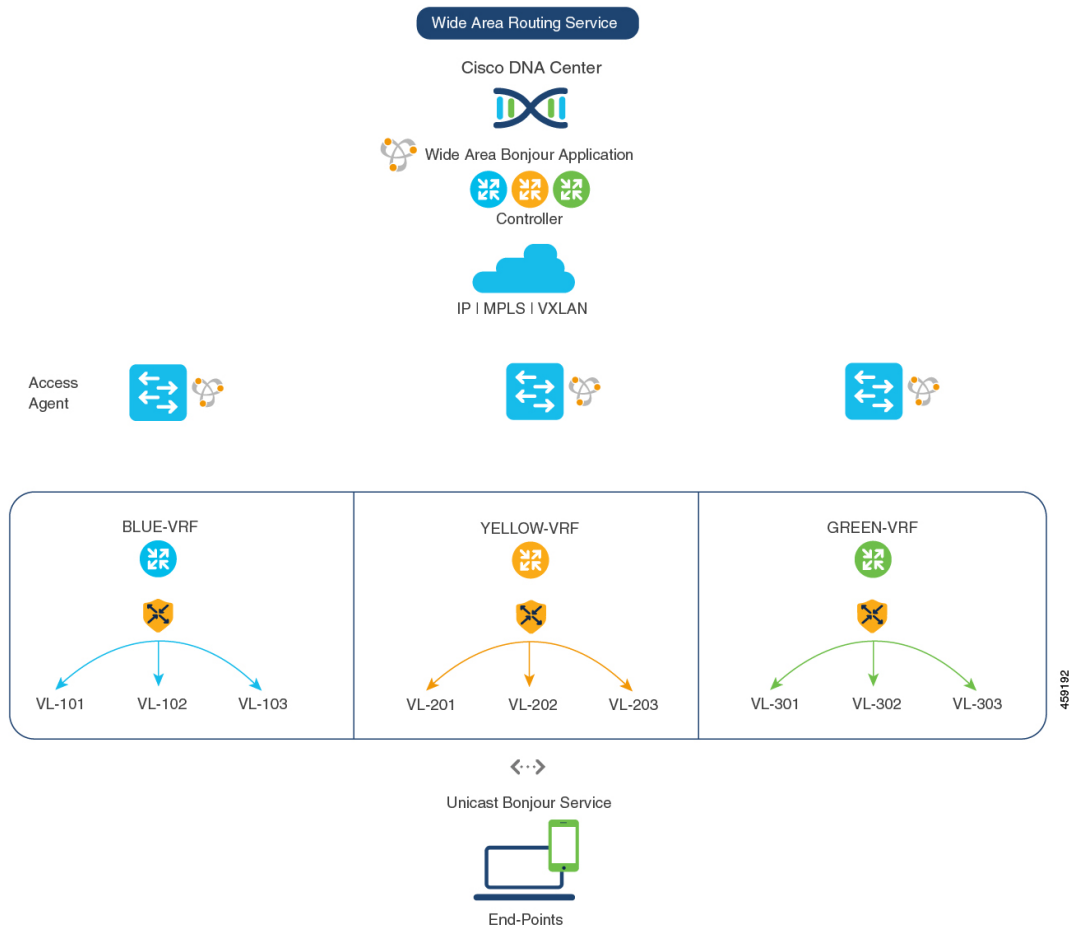 Wide Area Routing Service
Cisco DNA Center
Wide Area Bonjour Application
Controller
IP | MPLS | VXLAN
Access
Agent
BLUE-VRF
YELLOW-VRF
GREEN-VRF
VL-101
VL-102
VL-103
VL-201
VL-202
VL-203
VL-301
VL-302
VL-303
459192
Unicast Bonjour Service
End-Points